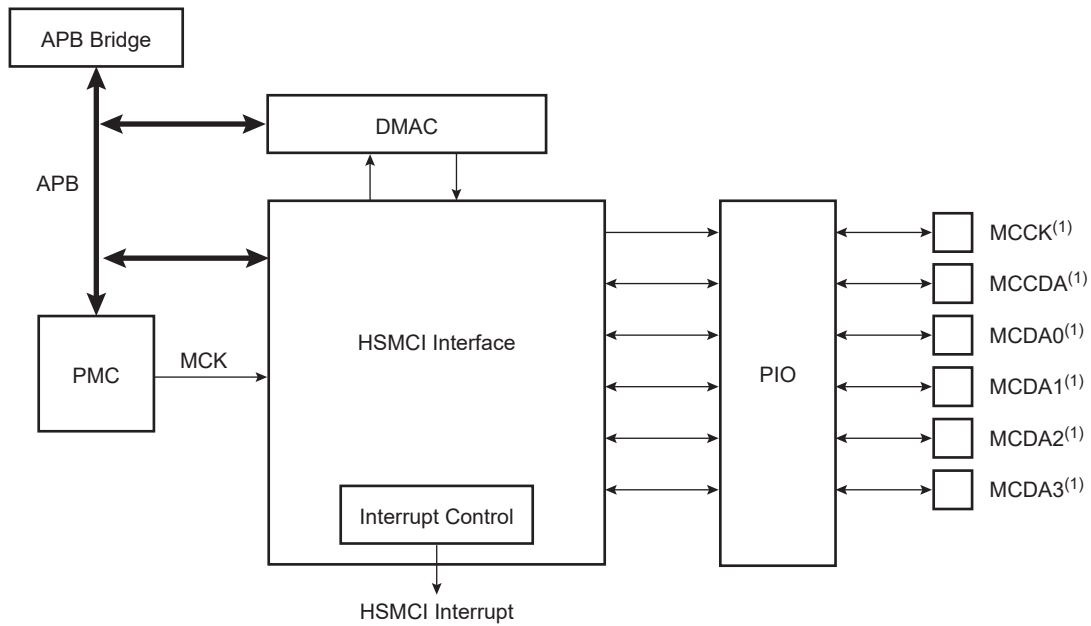 APB Bridge
DMAC
APB
MCCK(1)
MCCDA(1)
HSMCI Interface
MCDA0(1)
MCK
PMC
PIO
MCDA1(1)
MCDA2(1)
MCDA3(1)
Interrupt Control
HSMCI Interrupt